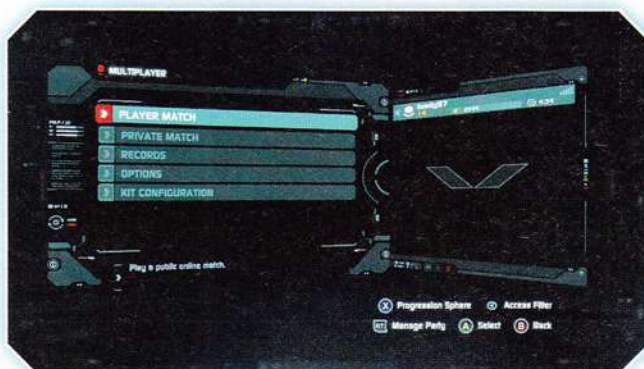 MULTIPLAYER
PLAYER MATCH
PRIVATE MATCH
RECORDS
OPTIONS
KIT CONFIGURATION
Play a public online match.
X Progression Sphere
Access Filter
RT Manage Party A Select B Back